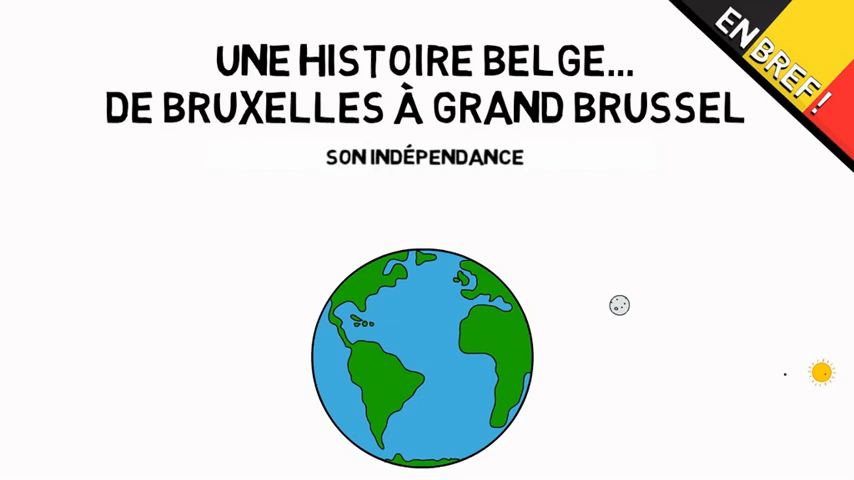 UNE HISTOIRE BELGE...
DE BRUXELLES À GRAND BRUSSEL
SON INDÉPENDANCE
EN BREF !